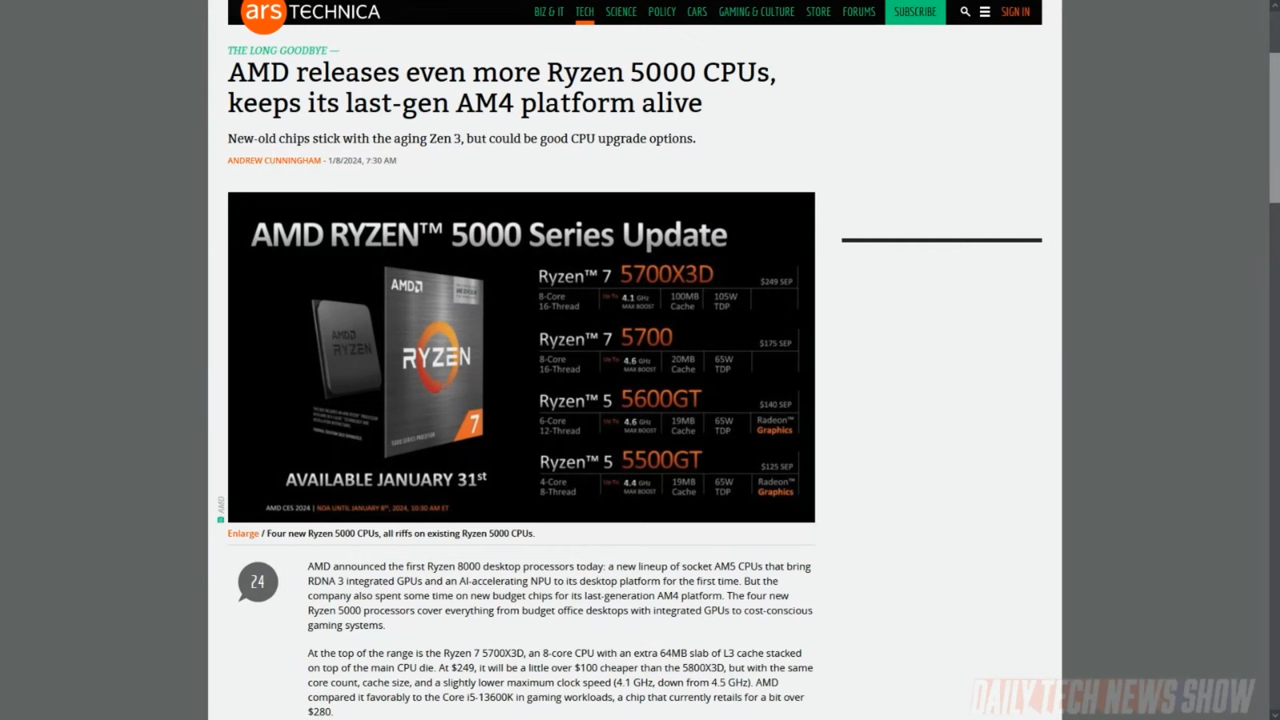 ars TECHNICA
BIZ & IT TECH SCIENCE POLICY CARS GAMING & CULTURE STORE FORUMS SUBSCRIBE SIGN IN
THE LONG GOODBYE —
AMD releases even more Ryzen 5000 CPUs,
keeps its last-gen AM4 platform alive
New-old chips stick with the aging Zen 3, but could be good CPU upgrade options.
ANDREW CUNNINGHAM - 1/8/2024, 7:30 AM
AMD RYZEN™ 5000 Series Update
AMD
AMD
RYZEN
RYZEN
7
AVAILABLE JANUARY 31st
AMD CES 2024 | NDA UNTIL JANUARY 8th, 2024, 10:30 AM ET
Ryzen™ 7 5700X3D $249 SEP
8-Core Up To 4.1 GHz 100MB 105W
16-Thread MAX BOOST Cache TDP
Ryzen™ 7 5700 $175 SEP
8-Core Up To 4.6 GHz 20MB 65W
16-Thread MAX BOOST Cache TDP
Ryzen™ 5 5600GT $140 SEP
6-Core Up To 4.6 GHz 19MB 65W Radeon™
12-Thread MAX BOOST Cache TDP Graphics
Ryzen™ 5 5500GT $125 SEP
4-Core Up To 4.4 GHz 19MB 65W Radeon™
8-Thread MAX BOOST Cache TDP Graphics
AMD
Enlarge / Four new Ryzen 5000 CPUs, all riffs on existing Ryzen 5000 CPUs.
24
AMD announced the first Ryzen 8000 desktop processors today: a new lineup of socket AM5 CPUs that bring
RDNA 3 integrated GPUs and an AI-accelerating NPU to its desktop platform for the first time. But the
company also spent some time on new budget chips for its last-generation AM4 platform. The four new
Ryzen 5000 processors cover everything from budget office desktops with integrated GPUs to cost-conscious
gaming systems.
At the top of the range is the Ryzen 7 5700X3D, an 8-core CPU with an extra 64MB slab of L3 cache stacked
on top of the main CPU die. At $249, it will be a little over $100 cheaper than the 5800X3D, but with the same
core count, cache size, and a slightly lower maximum clock speed (4.1 GHz, down from 4.5 GHz). AMD
compared it favorably to the Core i5-13600K in gaming workloads, a chip that currently retails for a bit over
$280.
DAILY TECH NEWS SHOW